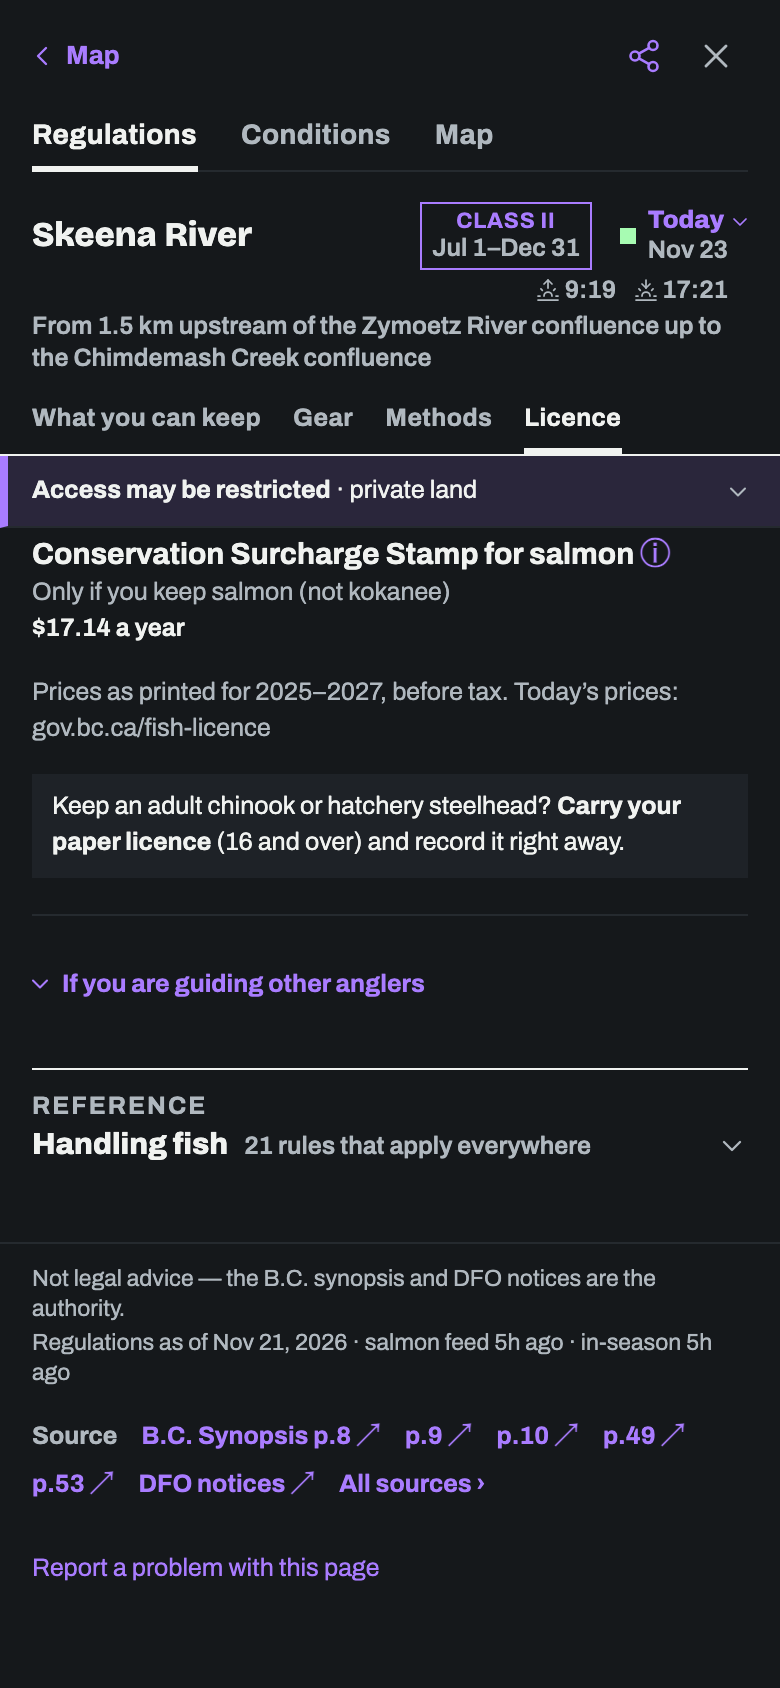 Map
Regulations Conditions Map
Skeena River
CLASS II
Jul 1–Dec 31
Today
Nov 23
9:19 17:21
From 1.5 km upstream of the Zymoetz River confluence up to
the Chimdemash Creek confluence
What you can keep Gear Methods Licence
Access may be restricted · private land
Conservation Surcharge Stamp for salmon ⓘ
Only if you keep salmon (not kokanee)
$17.14 a year
Prices as printed for 2025–2027, before tax. Today’s prices:
gov.bc.ca/fish-licence
Keep an adult chinook or hatchery steelhead? Carry your
paper licence (16 and over) and record it right away.
If you are guiding other anglers
REFERENCE
Handling fish 21 rules that apply everywhere
Not legal advice — the B.C. synopsis and DFO notices are the
authority.
Regulations as of Nov 21, 2026 · salmon feed 5h ago · in-season 5h
ago
Source B.C. Synopsis p.8 ↗ p.9 ↗ p.10 ↗ p.49 ↗
p.53 ↗ DFO notices ↗ All sources ›
Report a problem with this page